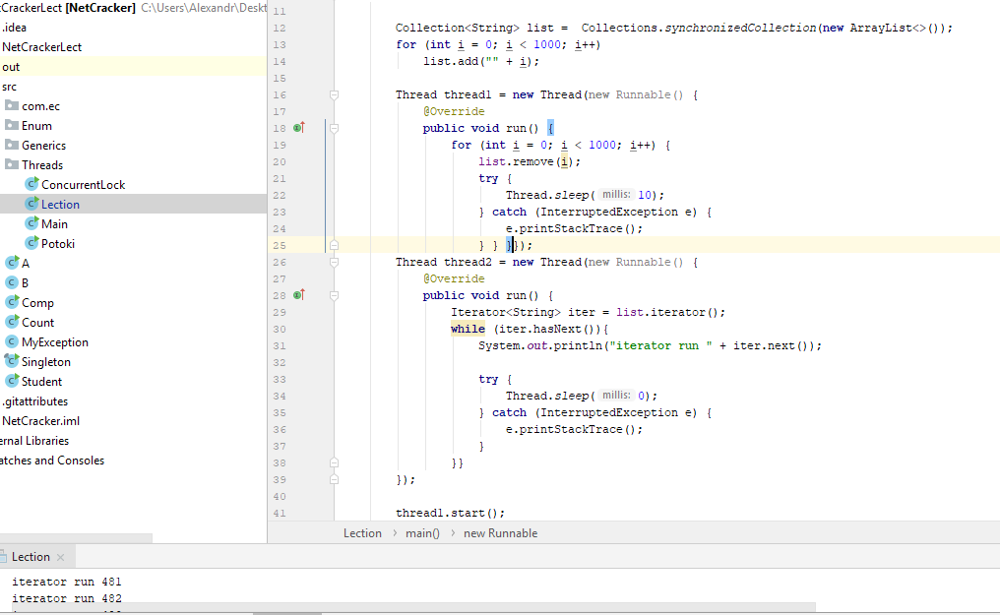 :CrackerLect [NetCracker] C:\Users\Alexandr\Deskt
.idea
NetCrackerLect
out
src
com.ec
Enum
Generics
Threads
ConcurrentLock
Lection
Main
Potoki
A
B
Comp
Count
MyException
Singleton
Student
.gitattributes
NetCracker.iml
ernal Libraries
atches and Consoles
11
12 Collection<String> list = Collections.synchronizedCollection(new ArrayList<>());
13 for (int i = 0; i < 1000; i++)
14 list.add("" + i);
15
16 Thread thread1 = new Thread(new Runnable() {
17 @Override
18 public void run() {
19 for (int i = 0; i < 1000; i++) {
20 list.remove(i);
21 try {
22 Thread.sleep( millis: 10);
23 } catch (InterruptedException e) {
24 e.printStackTrace();
25 } } }});
26 Thread thread2 = new Thread(new Runnable() {
27 @Override
28 public void run() {
29 Iterator<String> iter = list.iterator();
30 while (iter.hasNext()){
31 System.out.println("iterator run " + iter.next());
32
33 try {
34 Thread.sleep( millis: 0);
35 } catch (InterruptedException e) {
36 e.printStackTrace();
37 }
38 }}
39 });
40
41 thread1.start();
Lection > main() > new Runnable
Lection ×
iterator run 481
iterator run 482